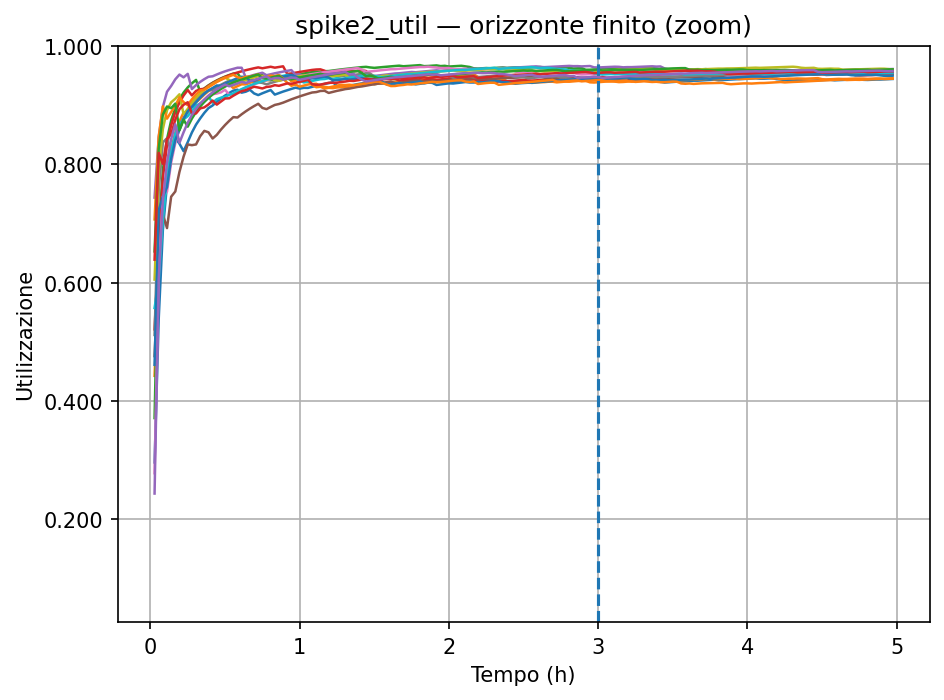 spike2_util — orizzonte finito (zoom)
1.000
0.800
0.600
0.400
0.200
Utilizzazione
0 1 2 3 4 5
Tempo (h)